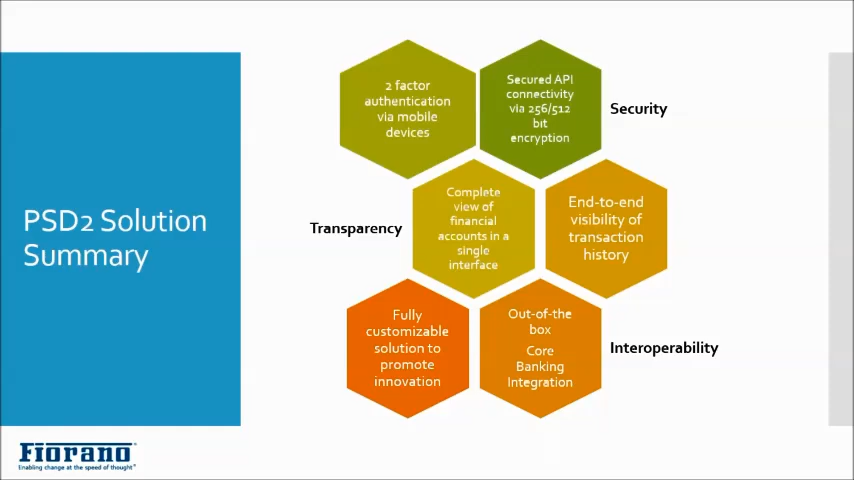 PSD2 Solution
Summary
2 factor
authentication
via mobile
devices
Secured API
connectivity
via 256/512
bit
encryption
Security
Transparency
Complete
view of
financial
accounts in a
single
interface
End-to-end
visibility of
transaction
history
Fully
customizable
solution to
promote
innovation
Out-of-the
box
Core
Banking
Integration
Interoperability
Fiorano
Enabling change at the speed of thought